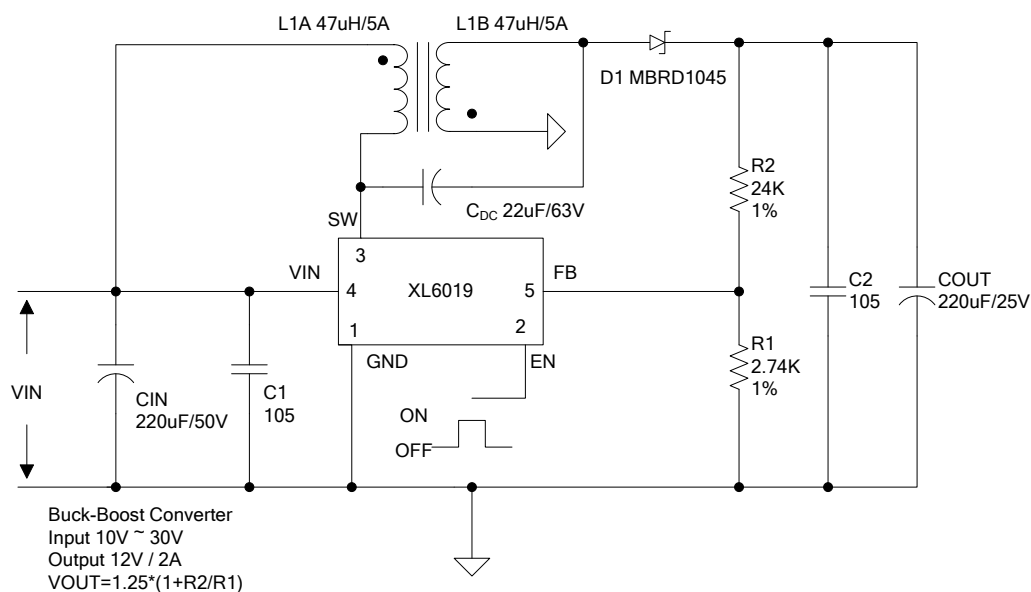 L1A 47uH/5A
L1B 47uH/5A
D1 MBRD1045
R2
24K
1%
C_DC 22uF/63V
SW
3
VIN
4
XL6019
5
FB
1
2
GND
EN
C2
105
COUT
220uF/25V
R1
2.74K
1%
VIN
CIN
220uF/50V
C1
105
ON
OFF
Buck-Boost Converter
Input 10V ~ 30V
Output 12V / 2A
VOUT=1.25*(1+R2/R1)